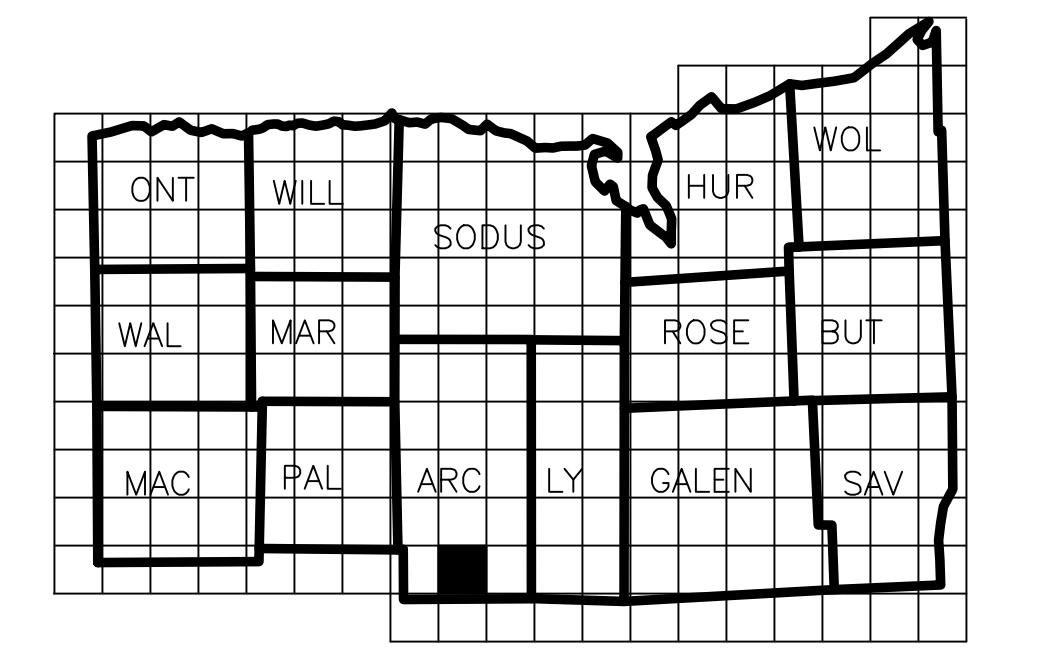 WOL
ONT
WILL
HUR
SODUS
WAL
MAR
ROSE
BUT
MAC
PAL
ARC
LY
GALEN
SAV